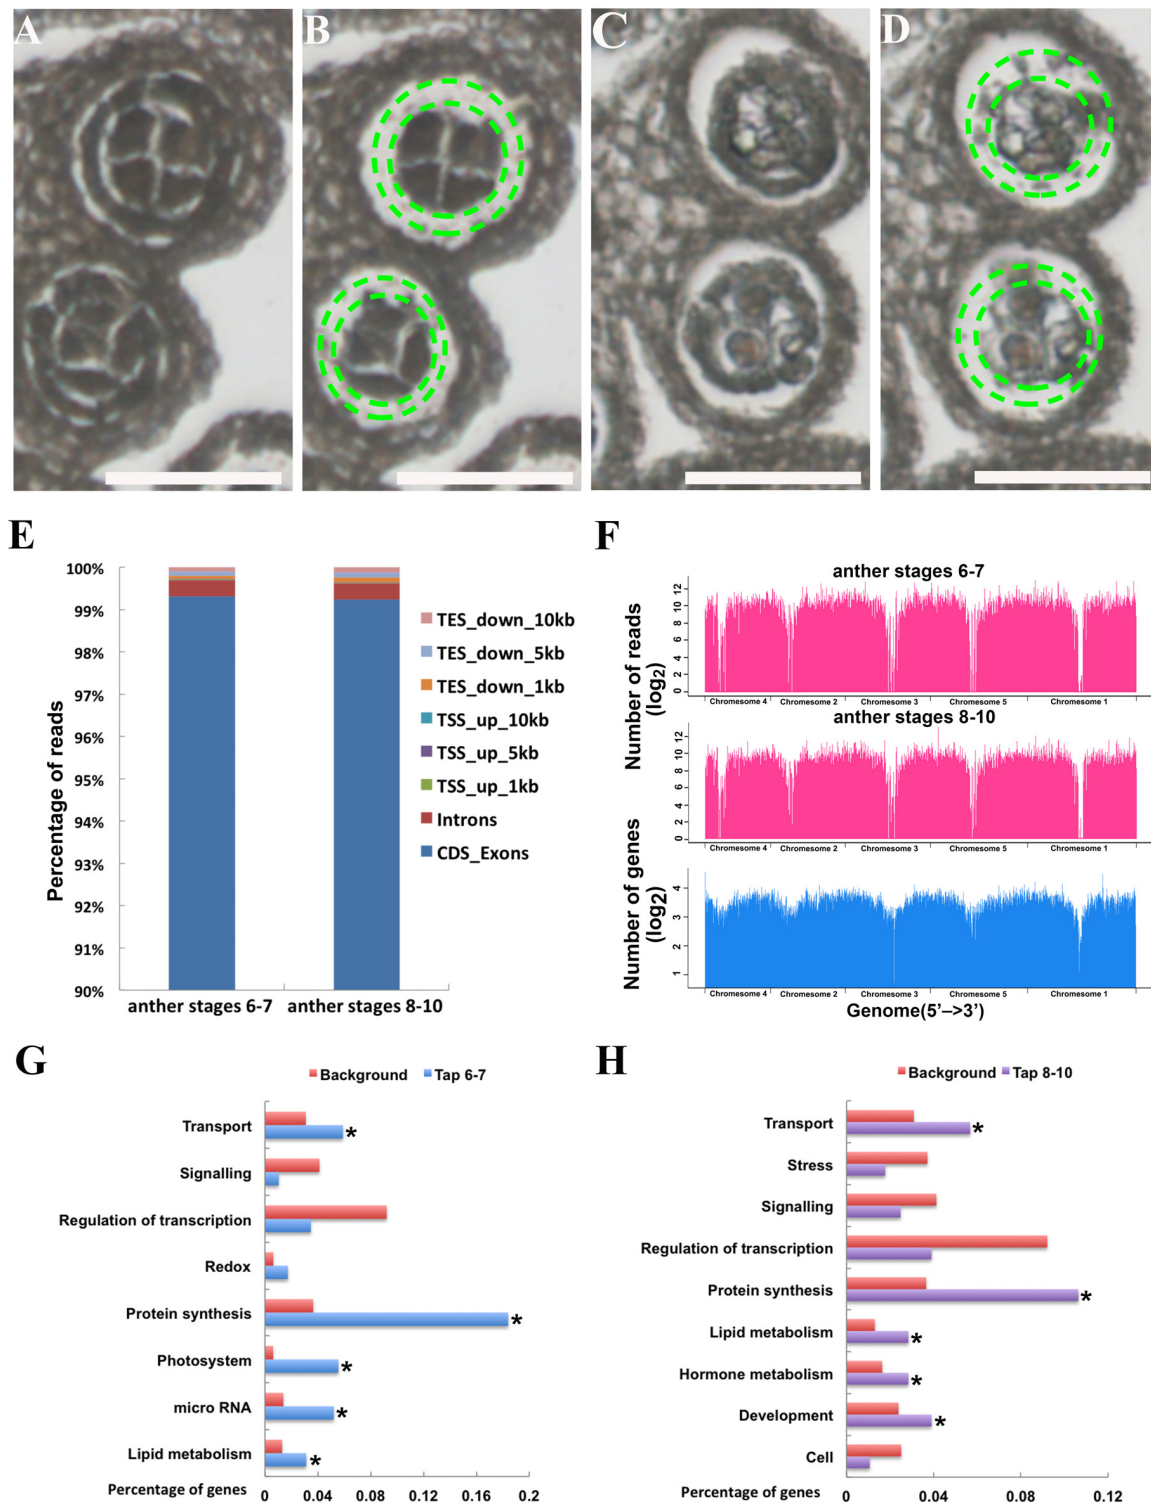 A
B
C
D
E
100%
99%
98%
97%
96%
95%
94%
93%
92%
91%
90%
Percentage of reads
anther stages 6-7
anther stages 8-10
TES_down_10kb
TES_down_5kb
TES_down_1kb
TSS_up_10kb
TSS_up_5kb
TSS_up_1kb
Introns
CDS_Exons
F
anther stages 6-7
Number of reads
(log2)
12
10
8
6
4
2
0
Chromosome 4 Chromosome 2 Chromosome 3 Chromosome 5 Chromosome 1
anther stages 8-10
12
10
8
6
4
2
0
Chromosome 4 Chromosome 2 Chromosome 3 Chromosome 5 Chromosome 1
Number of genes
(log2)
4
3
2
1
Chromosome 4 Chromosome 2 Chromosome 3 Chromosome 5 Chromosome 1
Genome(5’–>3’)
G
Background Tap 6-7
Transport *
Signalling
Regulation of transcription
Redox
Protein synthesis *
Photosystem *
micro RNA *
Lipid metabolism *
Percentage of genes 0 0.04 0.08 0.12 0.16 0.2
H
Background Tap 8-10
Transport *
Stress
Signalling
Regulation of transcription
Protein synthesis *
Lipid metabolism *
Hormone metabolism *
Development *
Cell
Percentage of genes 0 0.04 0.08 0.12